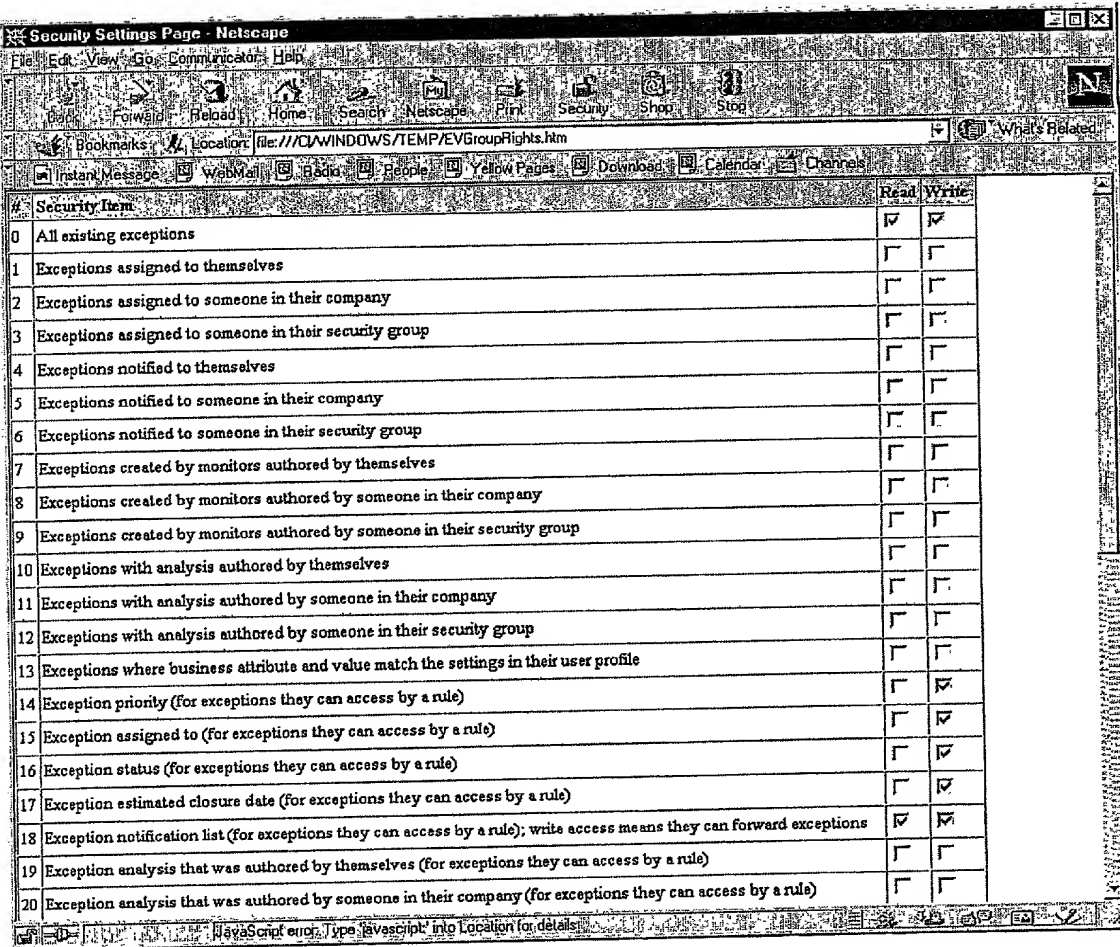 Security Settings Page - Netscape
File Edit View Go Communicator Help
Back Forward Reload Home Search Netscape Print Security Shop Stop
Bookmarks Location: file:///C|/WINDOWS/TEMP/EVGroupRights.htm What's Related
Instant Message WebMail Radio People Yellow Pages Download Calendar Channels
# Security Item Read Write
0 All existing exceptions
1 Exceptions assigned to themselves
2 Exceptions assigned to someone in their company
3 Exceptions assigned to someone in their security group
4 Exceptions notified to themselves
5 Exceptions notified to someone in their company
6 Exceptions notified to someone in their security group
7 Exceptions created by monitors authored by themselves
8 Exceptions created by monitors authored by someone in their company
9 Exceptions created by monitors authored by someone in their security group
10 Exceptions with analysis authored by themselves
11 Exceptions with analysis authored by someone in their company
12 Exceptions with analysis authored by someone in their security group
13 Exceptions where business attribute and value match the settings in their user profile
14 Exception priority (for exceptions they can access by a rule)
15 Exception assigned to (for exceptions they can access by a rule)
16 Exception status (for exceptions they can access by a rule)
17 Exception estimated closure date (for exceptions they can access by a rule)
18 Exception notification list (for exceptions they can access by a rule); write access means they can forward exceptions
19 Exception analysis that was authored by themselves (for exceptions they can access by a rule)
20 Exception analysis that was authored by someone in their company (for exceptions they can access by a rule)
JavaScript error: Type 'javascript:' into Location for details